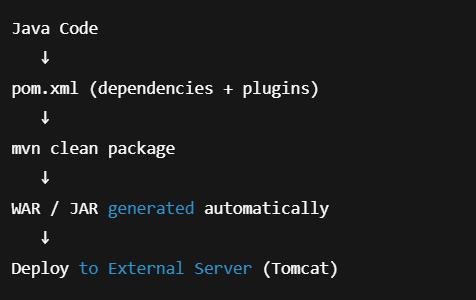 Java Code
↓
pom.xml (dependencies + plugins)
↓
mvn clean package
↓
WAR / JAR generated automatically
↓
Deploy to External Server (Tomcat)